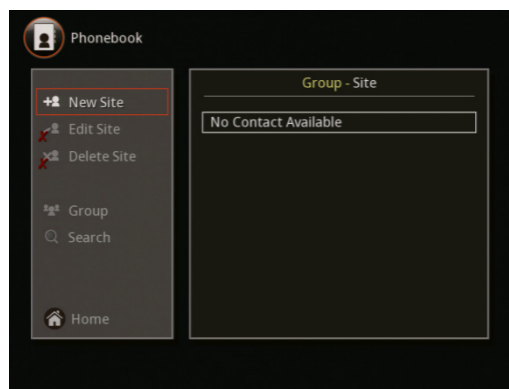 Phonebook
New Site
Edit Site
Delete Site
Group
Search
Home
Group - Site
No Contact Available